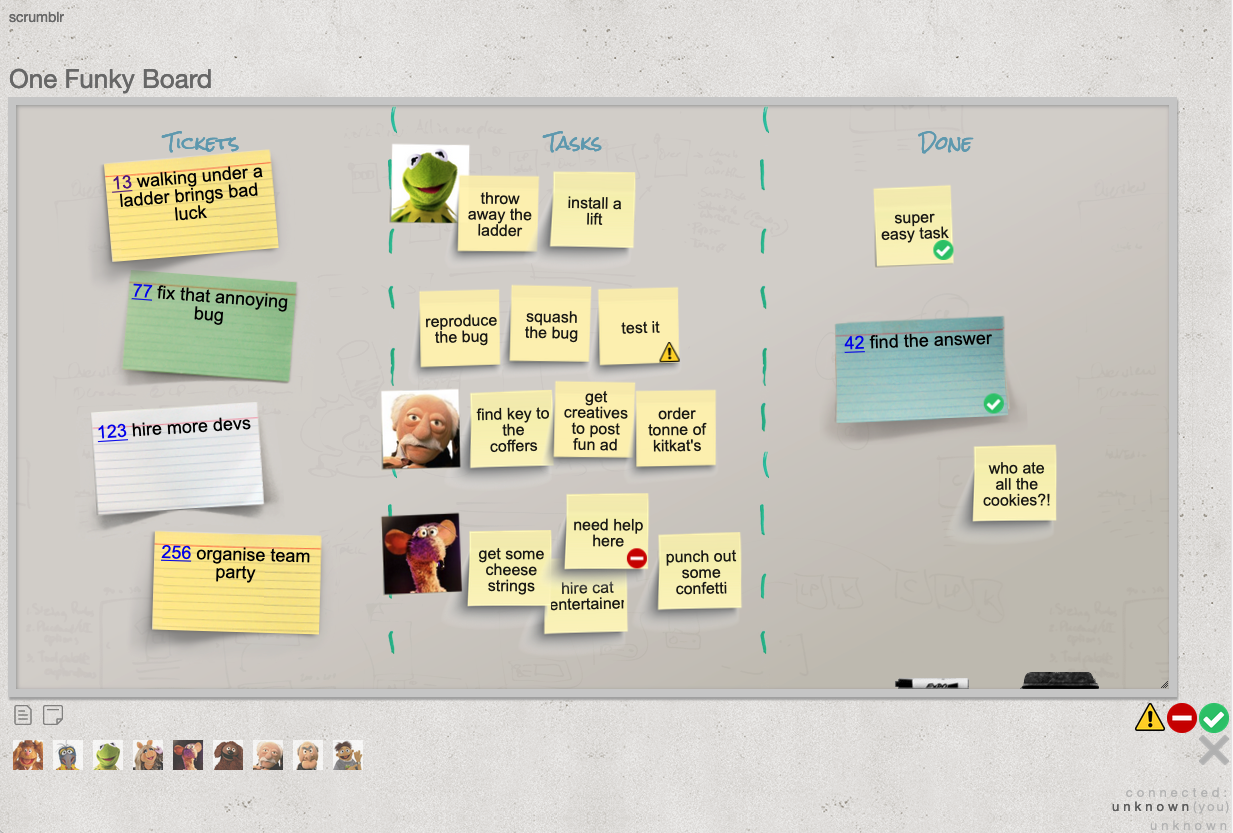 scrumblr
One Funky Board
Tickets
Tasks
Done
13 walking under a
ladder brings bad
luck
throw
away the
ladder
install a
lift
super
easy task
77 fix that annoying
bug
reproduce
the bug
squash
the bug
test it
42 find the answer
123 hire more devs
find key to
the
coffers
get
creatives
to post
fun ad
order
tonne of
kitkat's
who ate
all the
cookies?!
256 organise team
party
get some
cheese
strings
need help
here
hire cat
entertainer
punch out
some
confetti
connected:
unknown(you)
unknown